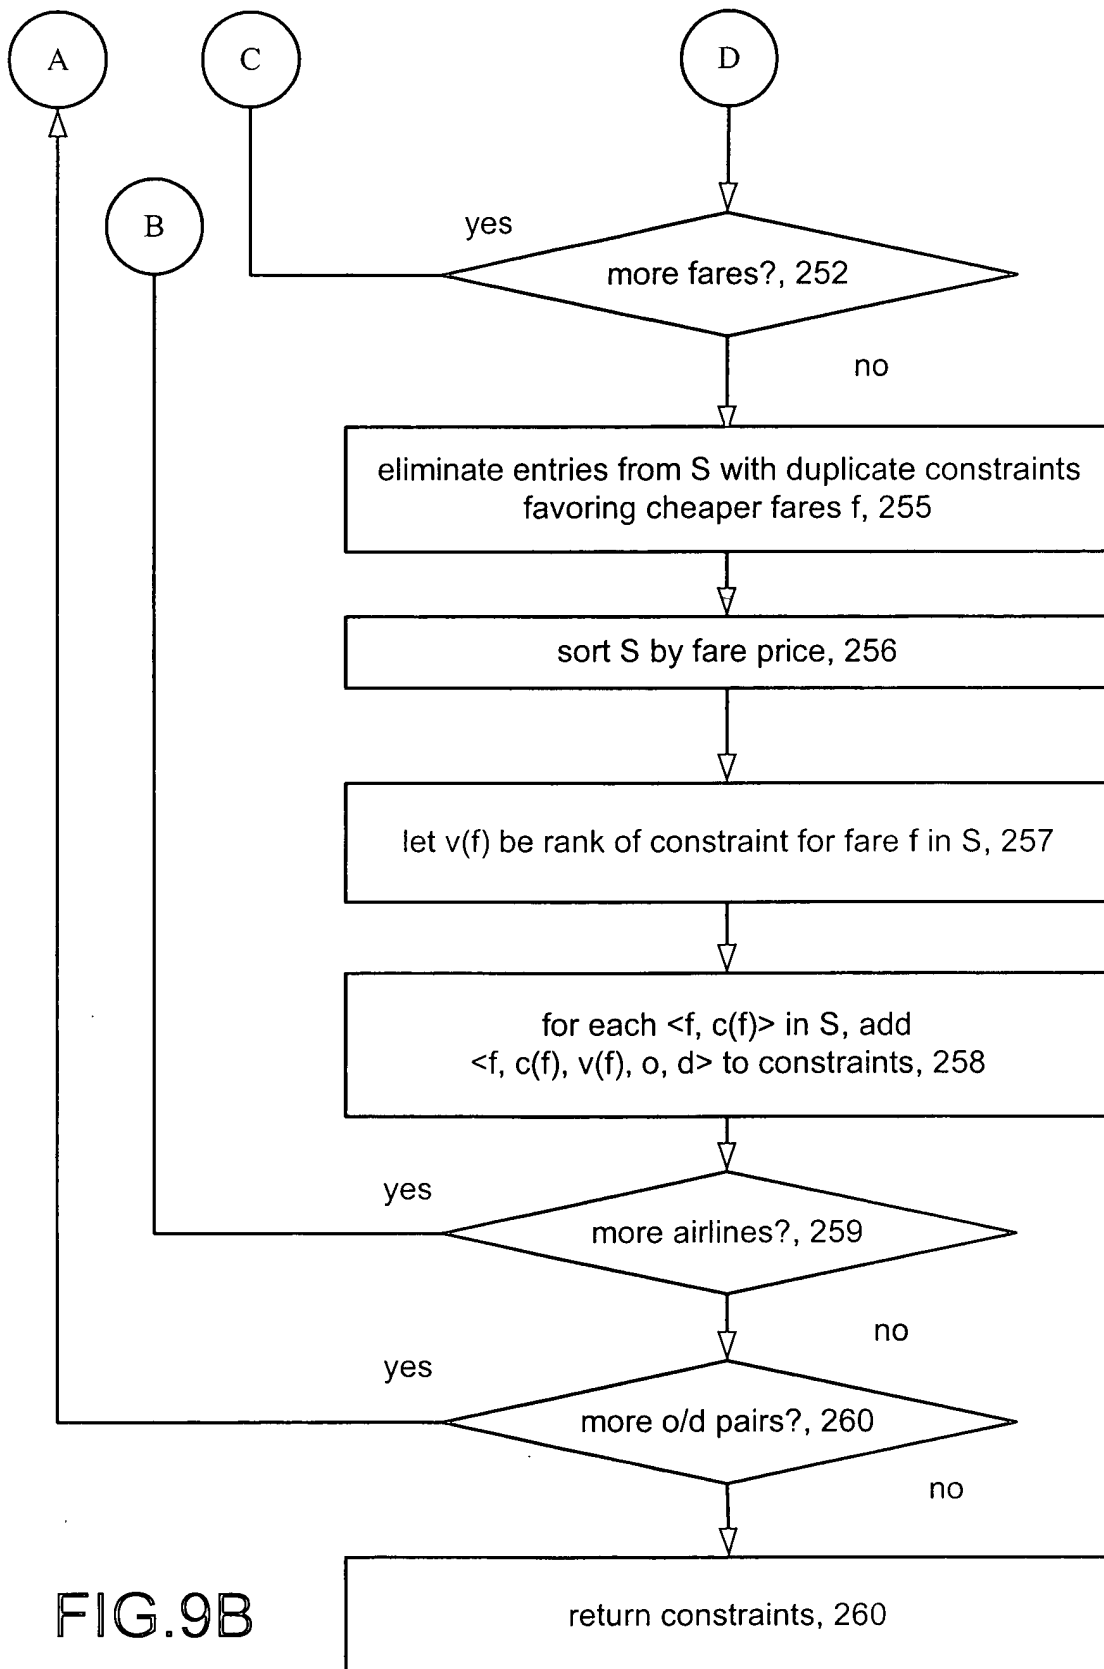 A
C
D
B
yes
more fares?, 252
no
eliminate entries from S with duplicate constraints
favoring cheaper fares f, 255
sort S by fare price, 256
let v(f) be rank of constraint for fare f in S, 257
for each <f, c(f)> in S, add
<f, c(f), v(f), o, d> to constraints, 258
yes
more airlines?, 259
no
yes
more o/d pairs?, 260
no
return constraints, 260
FIG.9B